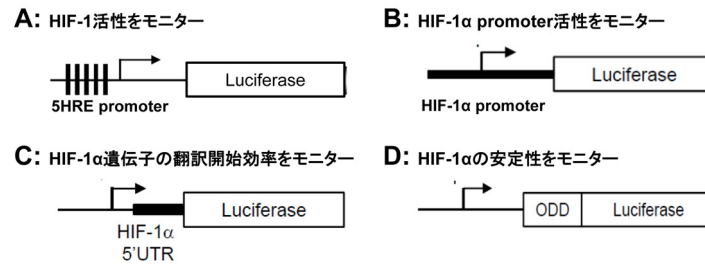 A: HIF-1活性をモニター
Luciferase
5HRE promoter
B: HIF-1α promoter活性をモニター
Luciferase
HIF-1α promoter
C: HIF-1α遺伝子の翻訳開始効率をモニター
Luciferase
HIF-1α
5'UTR
D: HIF-1αの安定性をモニター
ODD Luciferase